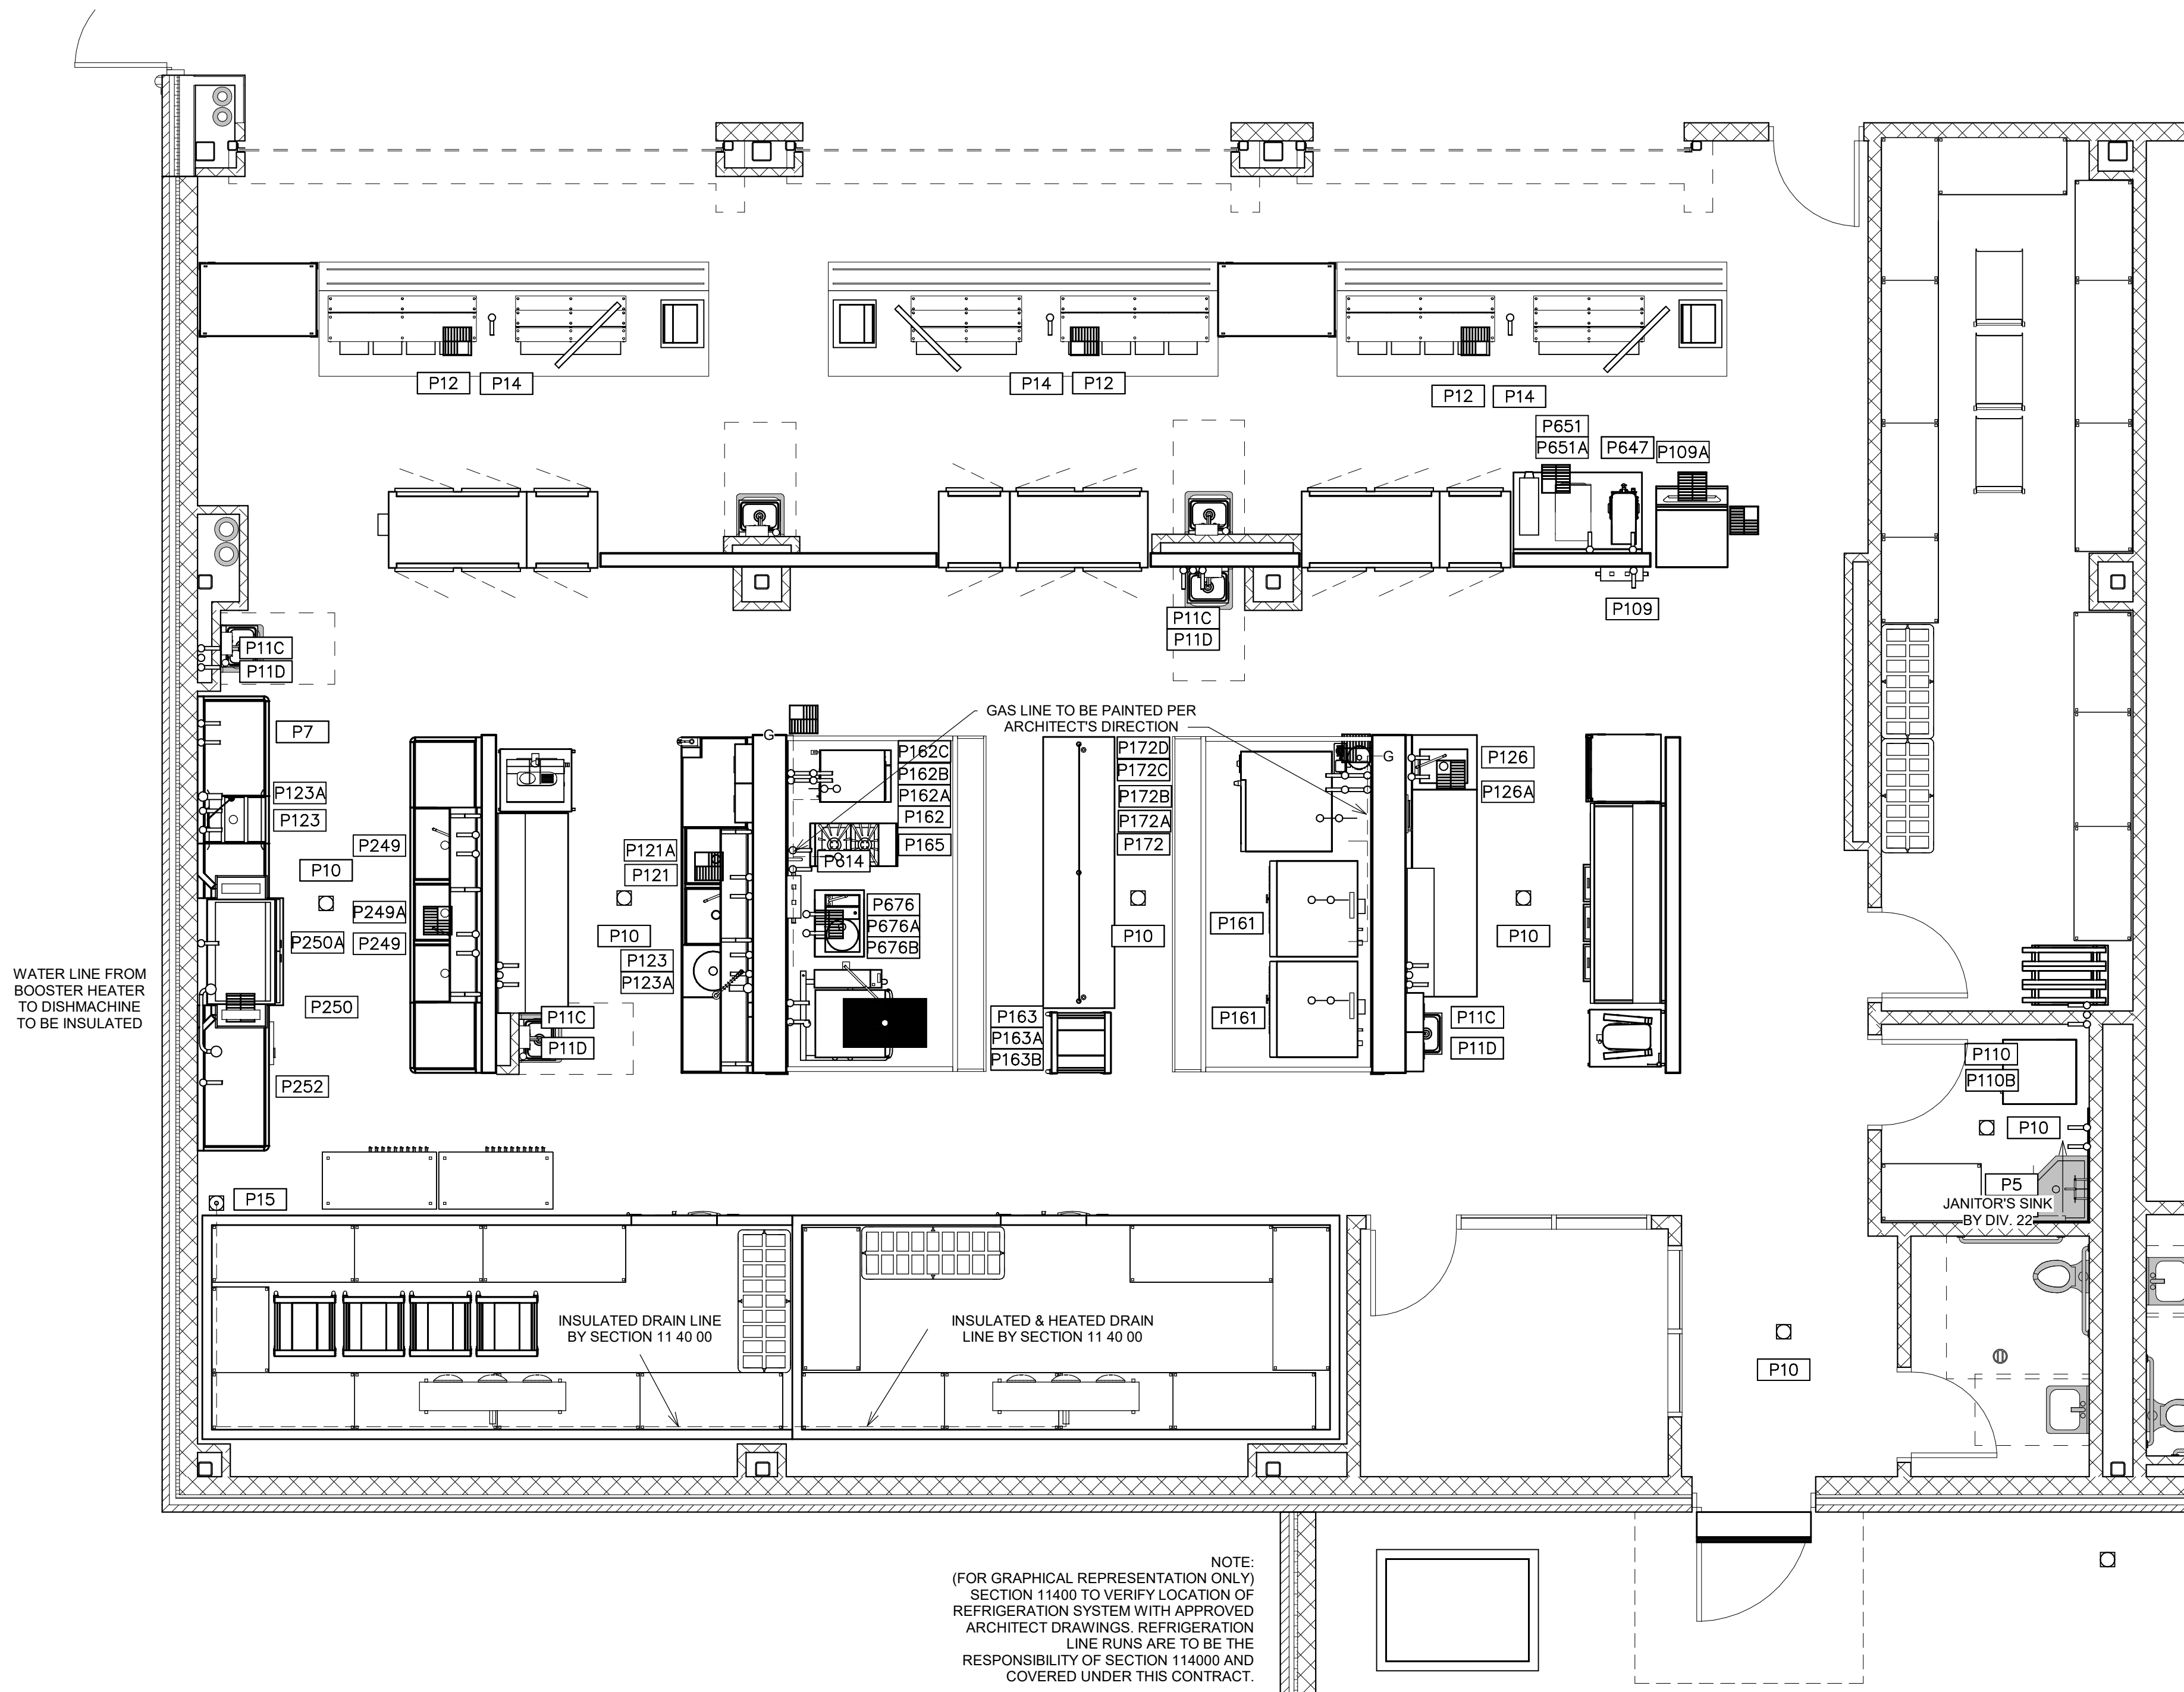 P12
P14
P14
P12
P12
P14
P651
P651A
P647
P109A
P109
P11C
P11D
P11C
P11D
GAS LINE TO BE PAINTED PER
ARCHITECT'S DIRECTION
P7
P123A
P123
P10
P249
P249A
P249
P250A
P250
P252
WATER LINE FROM
BOOSTER HEATER
TO DISHMACHINE
TO BE INSULATED
P11C
P11D
P10
P121A
P121
P123
P123A
G
P162C
P162B
P162A
P162
P165
P614
P676
P676A
P676B
P172D
P172C
P172B
P172A
P172
P10
P163
P163A
P163B
P161
P161
G
P126
P126A
P10
P11C
P11D
P110
P110B
P10
P5
JANITOR'S SINK
BY DIV. 22
P15
INSULATED DRAIN LINE
BY SECTION 11 40 00
INSULATED & HEATED DRAIN
LINE BY SECTION 11 40 00
P10
NOTE:
(FOR GRAPHICAL REPRESENTATION ONLY)
SECTION 11400 TO VERIFY LOCATION OF
REFRIGERATION SYSTEM WITH APPROVED
ARCHITECT DRAWINGS. REFRIGERATION
LINE RUNS ARE TO BE THE
RESPONSIBILITY OF SECTION 114000 AND
COVERED UNDER THIS CONTRACT.